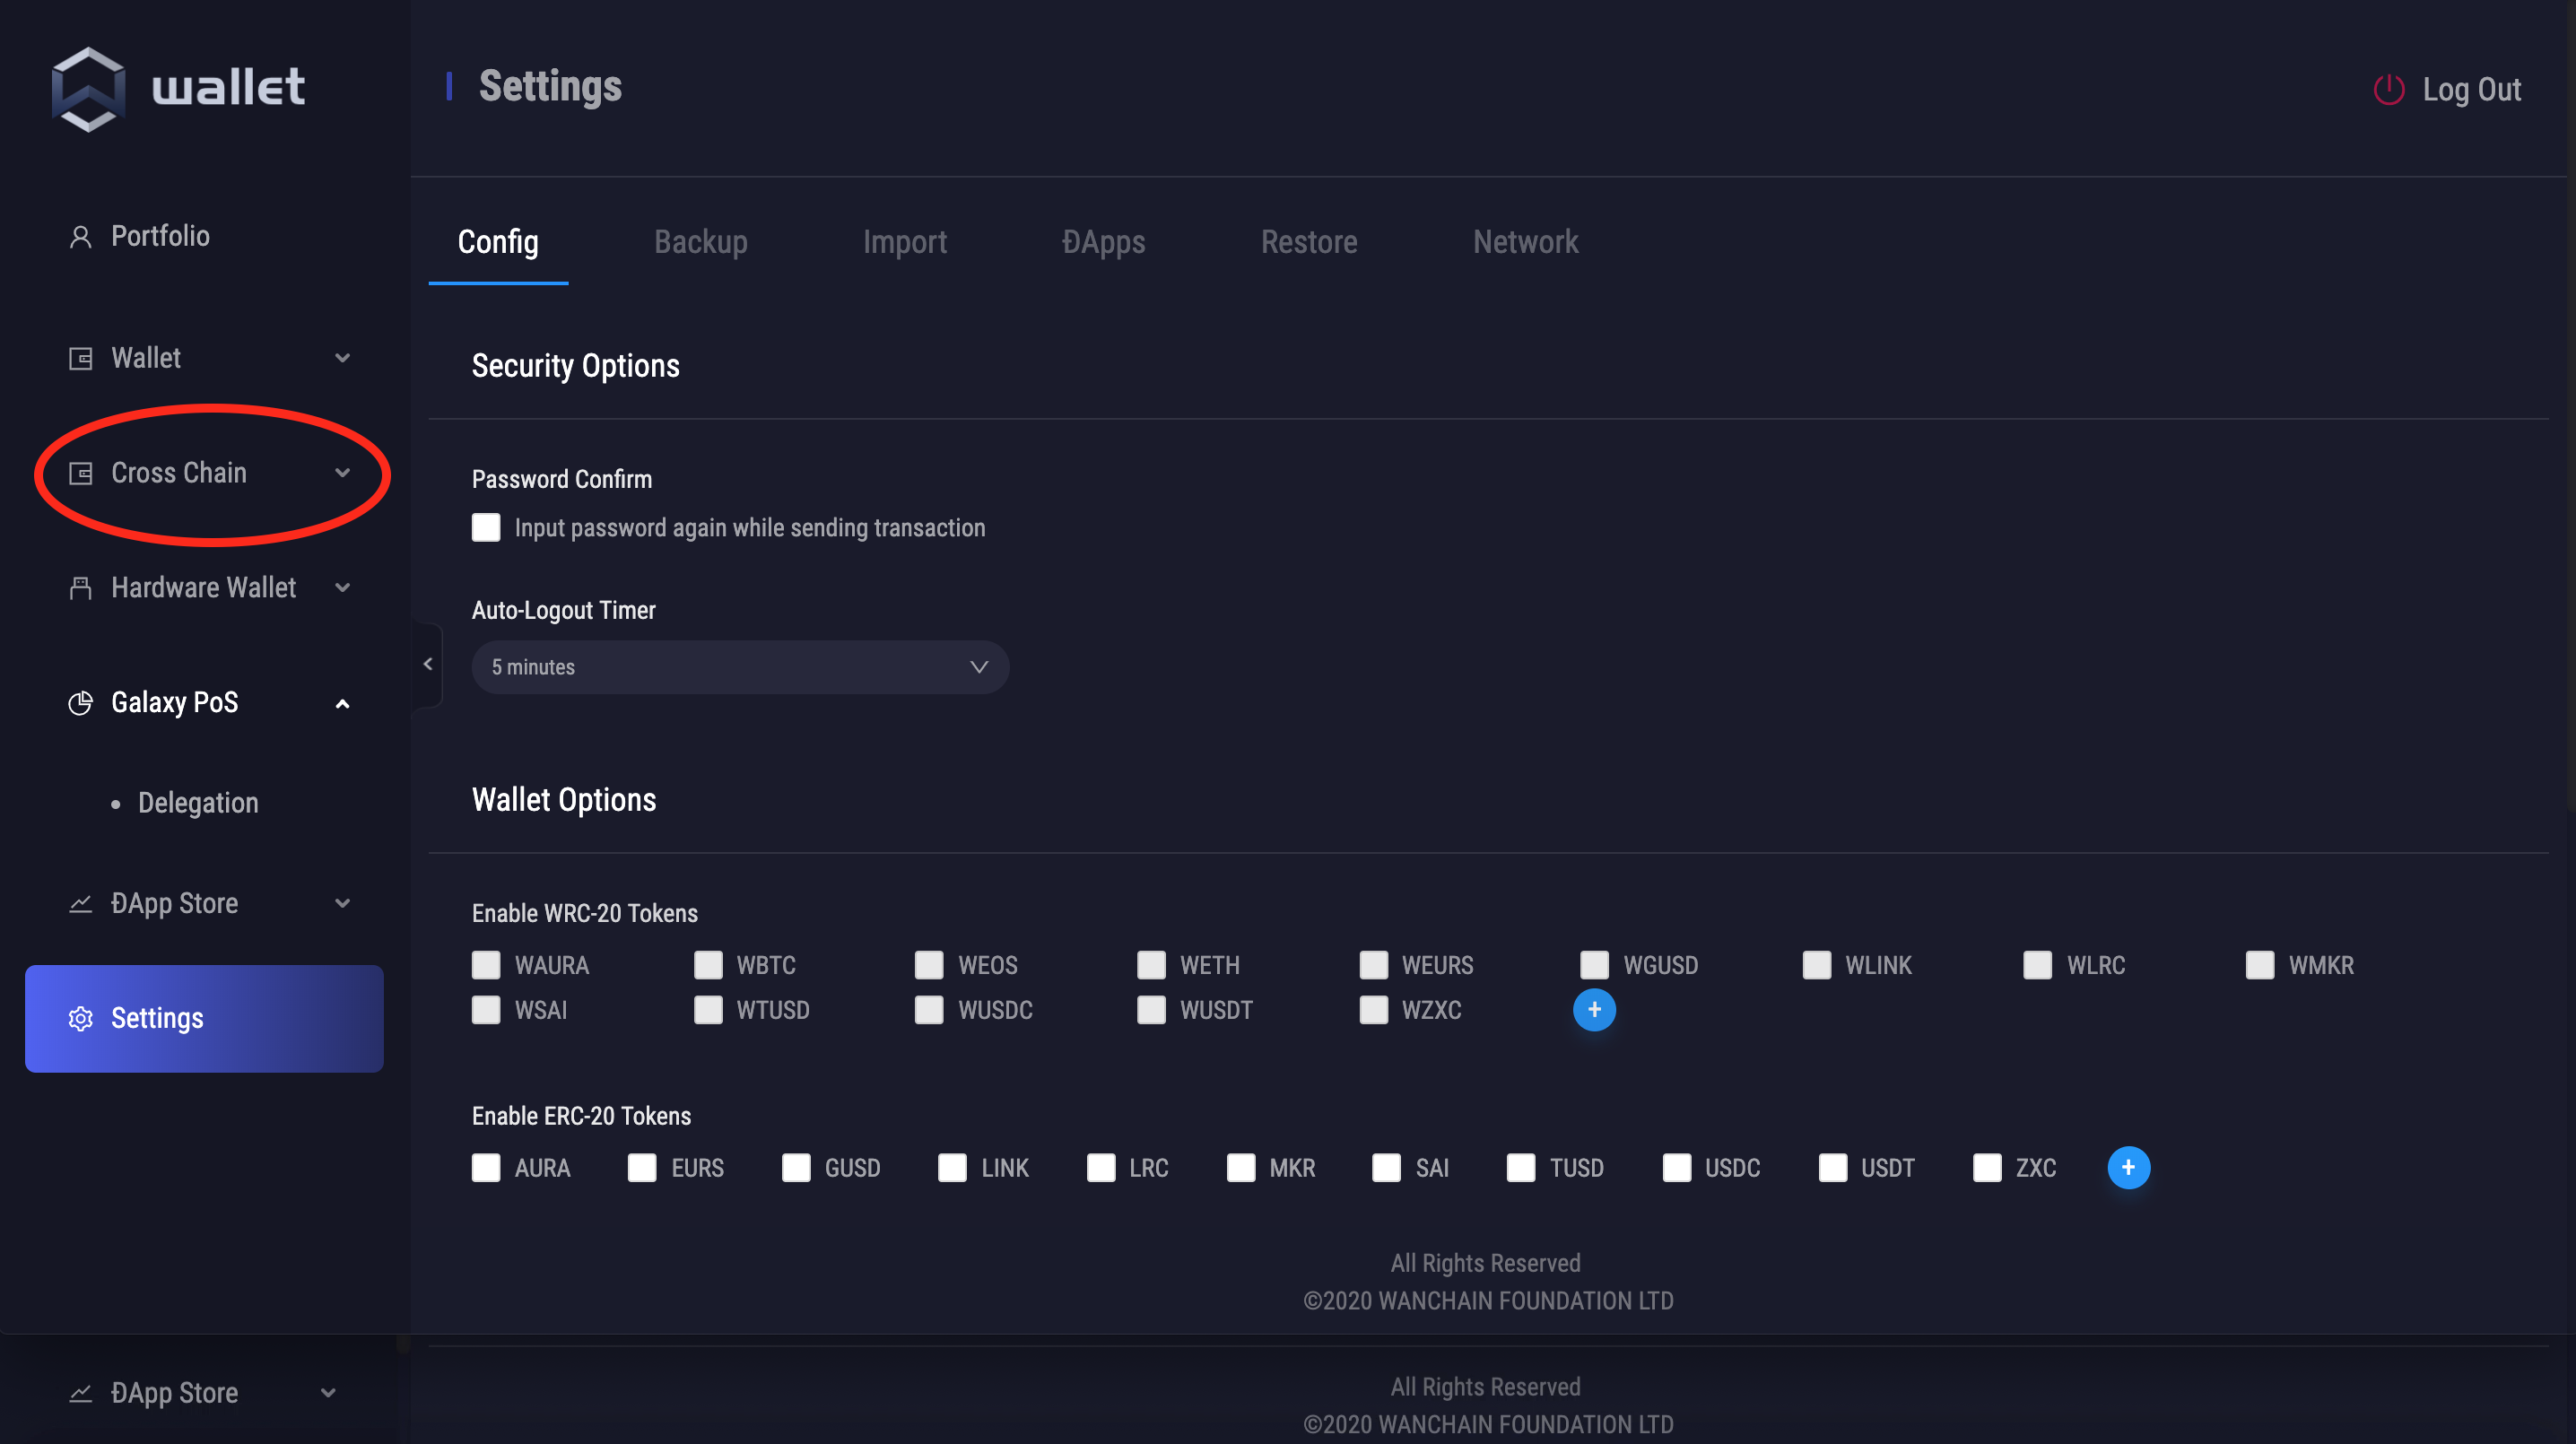 wallet
Settings
Log Out
Portfolio
Wallet
Cross Chain
Hardware Wallet
Galaxy PoS
Delegation
ÐApp Store
Settings
Config Backup Import ÐApps Restore Network
Security Options
Password Confirm
Input password again while sending transaction
Auto-Logout Timer
5 minutes
Wallet Options
Enable WRC-20 Tokens
WAURA WBTC WEOS WETH WEURS WGUSD WLINK WLRC WMKR
WSAI WTUSD WUSDC WUSDT WZXC +
Enable ERC-20 Tokens
AURA EURS GUSD LINK LRC MKR SAI TUSD USDC USDT ZXC +
All Rights Reserved
©2020 WANCHAIN FOUNDATION LTD
ÐApp Store
All Rights Reserved
©2020 WANCHAIN FOUNDATION LTD